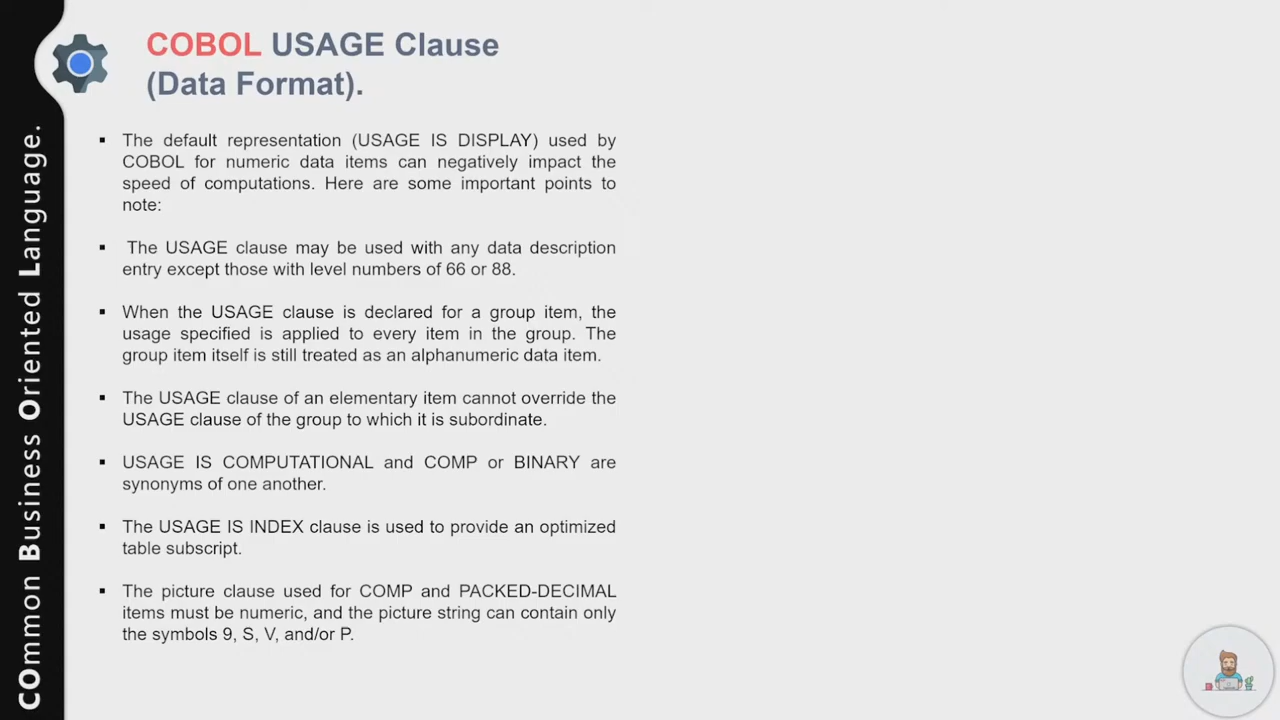 COmmon Business Oriented Language.
COBOL USAGE Clause
(Data Format).
▪ The default representation (USAGE IS DISPLAY) used by
COBOL for numeric data items can negatively impact the
speed of computations. Here are some important points to
note:
▪ The USAGE clause may be used with any data description
entry except those with level numbers of 66 or 88.
▪ When the USAGE clause is declared for a group item, the
usage specified is applied to every item in the group. The
group item itself is still treated as an alphanumeric data item.
▪ The USAGE clause of an elementary item cannot override the
USAGE clause of the group to which it is subordinate.
▪ USAGE IS COMPUTATIONAL and COMP or BINARY are
synonyms of one another.
▪ The USAGE IS INDEX clause is used to provide an optimized
table subscript.
▪ The picture clause used for COMP and PACKED-DECIMAL
items must be numeric, and the picture string can contain only
the symbols 9, S, V, and/or P.